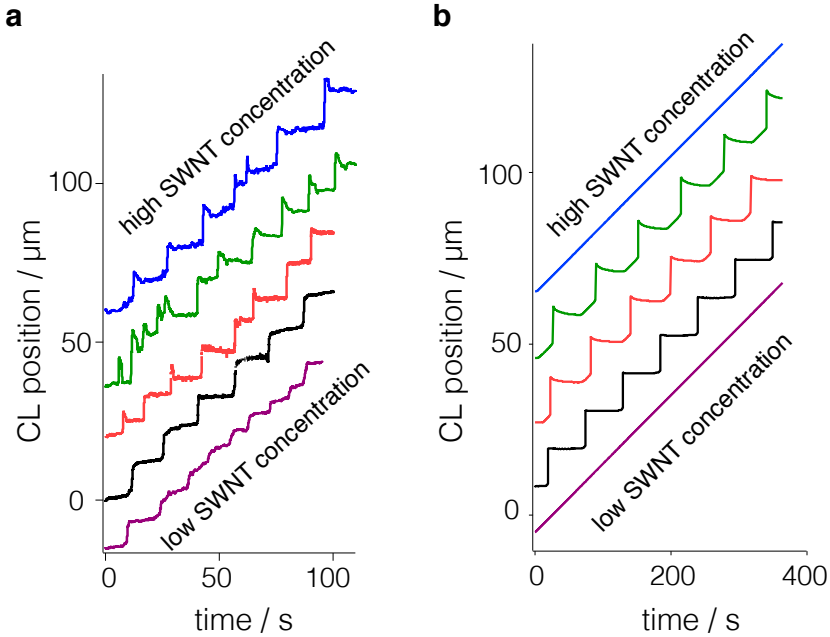 a
high SWNT concentration
low SWNT concentration
CL position / µm
100
50
0
0
50
100
time / s
b
high SWNT concentration
low SWNT concentration
CL position / µm
100
50
0
0
200
400
time / s